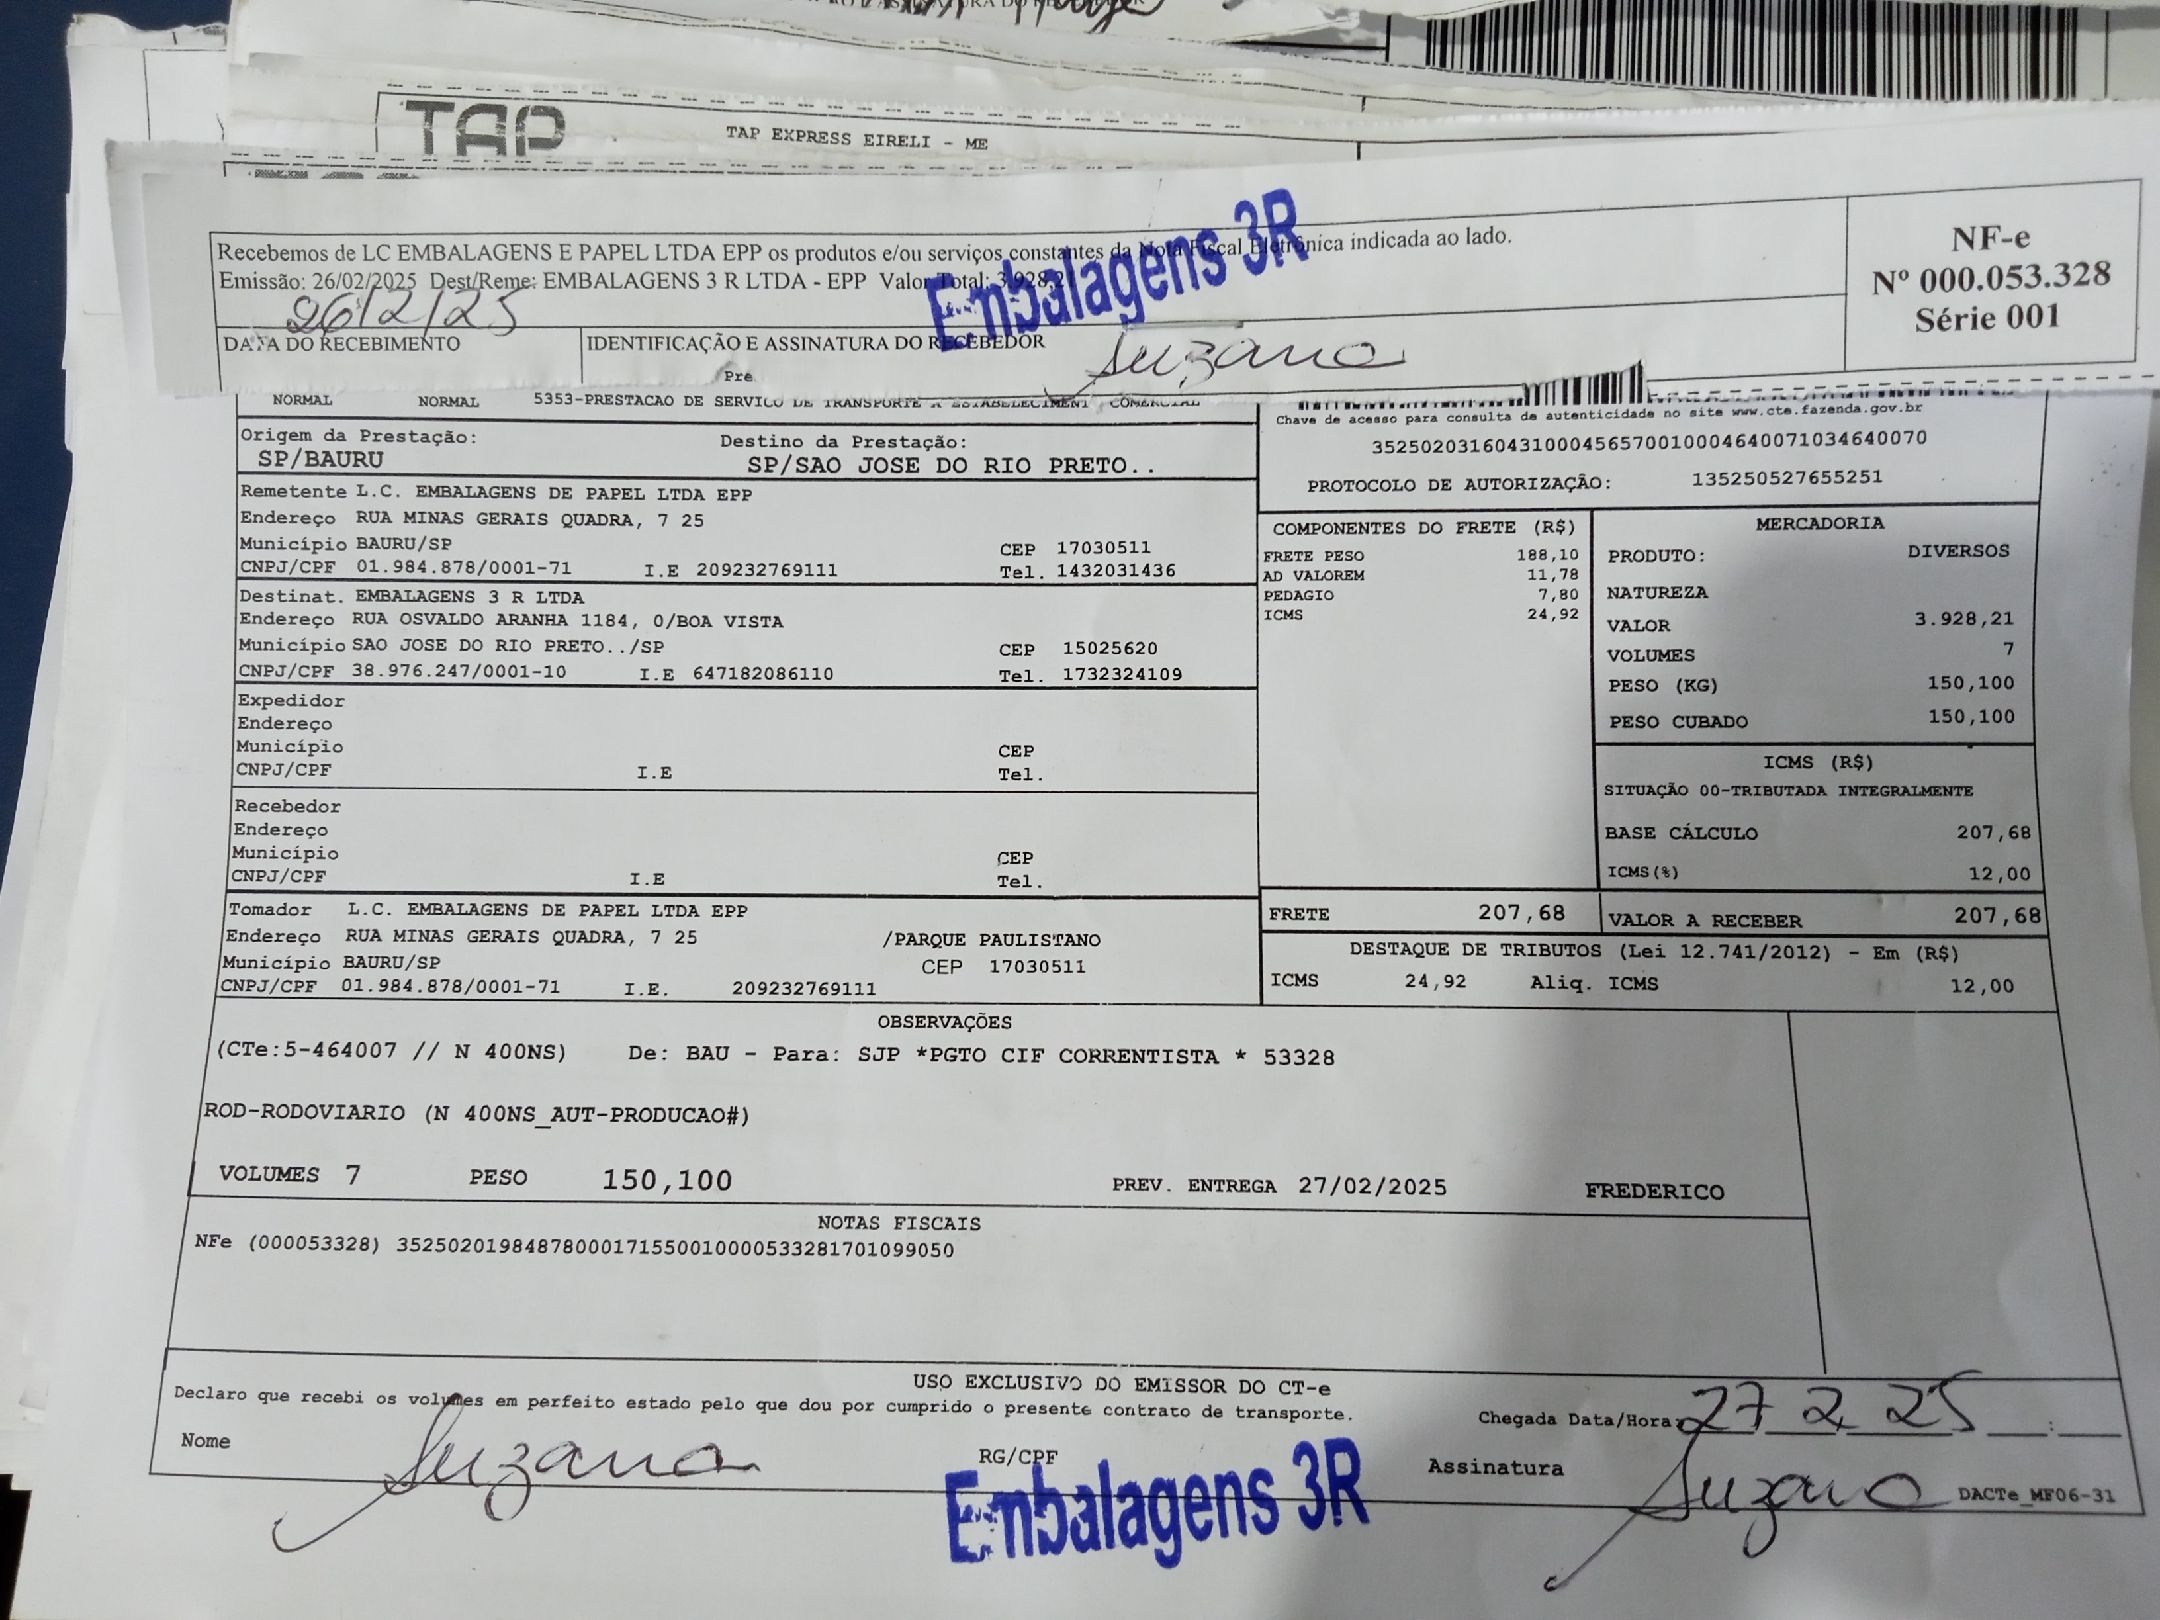 TAP
TAP EXPRESS EIRELI - ME
Recebemos de LC EMBALAGENS E PAPEL LTDA EPP os produtos e/ou serviços constantes da Nota Fiscal Eletrônica indicada ao lado.
Emissão: 26/02/2025 Dest/Reme: EMBALAGENS 3 R LTDA - EPP Valor Total: 3.928,21
Embalagens 3R
NF-e
Nº 000.053.328
Série 001
26/2/25
DATA DO RECEBIMENTO
IDENTIFICAÇÃO E ASSINATURA DO RECEBEDOR
Suzana
Pre
NORMAL NORMAL 5353-PRESTACAO DE SERVICO DE TRANSPORTE A ESTABELECIMENT COMERCIAL
Chave de acesso para consulta de autenticidade no site www.cte.fazenda.gov.br
35250203160431000456570010004640071034640070
PROTOCOLO DE AUTORIZAÇÃO: 135250527655251
Origem da Prestação: Destino da Prestação:
SP/BAURU SP/SAO JOSE DO RIO PRETO..
Remetente L.C. EMBALAGENS DE PAPEL LTDA EPP
Endereço RUA MINAS GERAIS QUADRA, 7 25
Município BAURU/SP CEP 17030511
CNPJ/CPF 01.984.878/0001-71 I.E 209232769111 Tel. 1432031436
Destinat. EMBALAGENS 3 R LTDA
Endereço RUA OSVALDO ARANHA 1184, 0/BOA VISTA
Município SAO JOSE DO RIO PRETO../SP CEP 15025620
CNPJ/CPF 38.976.247/0001-10 I.E 647182086110 Tel. 1732324109
Expedidor
Endereço
Município CEP
CNPJ/CPF I.E Tel.
Recebedor
Endereço
Município CEP
CNPJ/CPF I.E Tel.
Tomador L.C. EMBALAGENS DE PAPEL LTDA EPP
Endereço RUA MINAS GERAIS QUADRA, 7 25 /PARQUE PAULISTANO
Município BAURU/SP CEP 17030511
CNPJ/CPF 01.984.878/0001-71 I.E. 209232769111
COMPONENTES DO FRETE (R$)
FRETE PESO 188,10
AD VALOREM 11,78
PEDAGIO 7,80
ICMS 24,92
MERCADORIA
PRODUTO: DIVERSOS
NATUREZA
VALOR 3.928,21
VOLUMES 7
PESO (KG) 150,100
PESO CUBADO 150,100
ICMS (R$)
SITUAÇÃO 00-TRIBUTADA INTEGRALMENTE
BASE CÁLCULO 207,68
ICMS(%) 12,00
FRETE 207,68 VALOR A RECEBER 207,68
DESTAQUE DE TRIBUTOS (Lei 12.741/2012) - Em (R$)
ICMS 24,92 Aliq. ICMS 12,00
OBSERVAÇÕES
(CTe:5-464007 // N 400NS) De: BAU - Para: SJP *PGTO CIF CORRENTISTA * 53328
ROD-RODOVIARIO (N 400NS_AUT-PRODUCAO#)
VOLUMES 7 PESO 150,100 PREV. ENTREGA 27/02/2025 FREDERICO
NOTAS FISCAIS
NFe (000053328) 35250201984878000171550010000533281701099050
USO EXCLUSIVO DO EMISSOR DO CT-e
Declaro que recebi os volumes em perfeito estado pelo que dou por cumprido o presente contrato de transporte.
Chegada Data/Hora: 27 2 25 :
Nome Suzana RG/CPF Assinatura Suzana
Embalagens 3R
DACTe_MF06-31